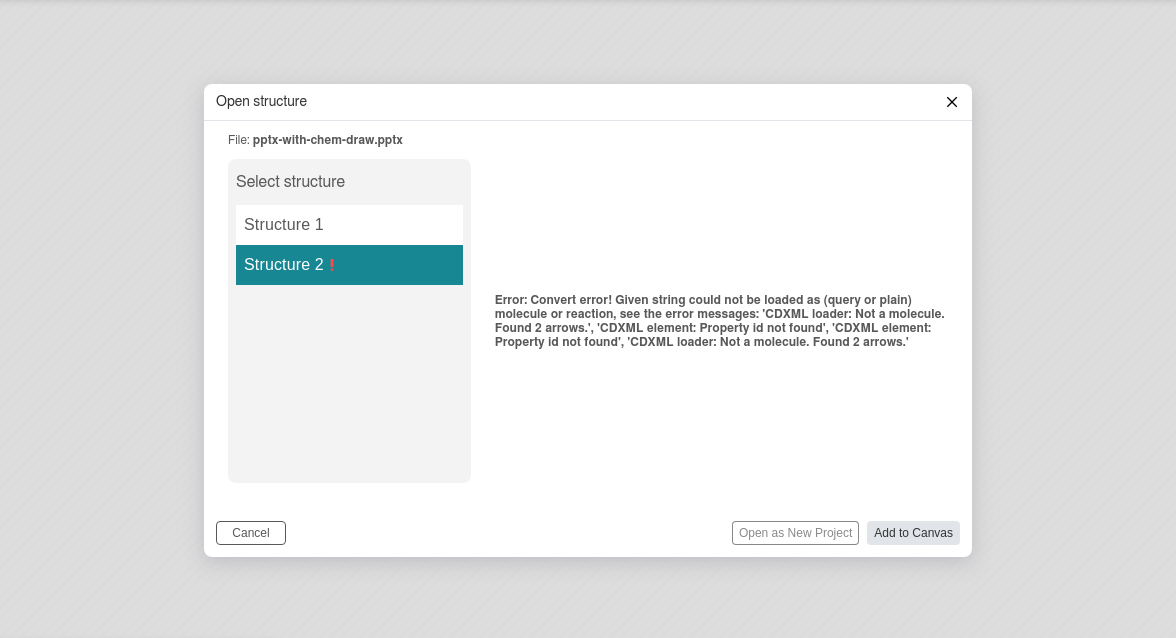 Open structure
File: pptx-with-chem-draw.pptx
Select structure
Structure 1
Structure 2❗
Error: Convert error! Given string could not be loaded as (query or plain)
molecule or reaction, see the error messages: 'CDXML loader: Not a molecule.
Found 2 arrows.', 'CDXML element: Property id not found', 'CDXML element:
Property id not found', 'CDXML loader: Not a molecule. Found 2 arrows.'
Cancel
Open as New Project
Add to Canvas